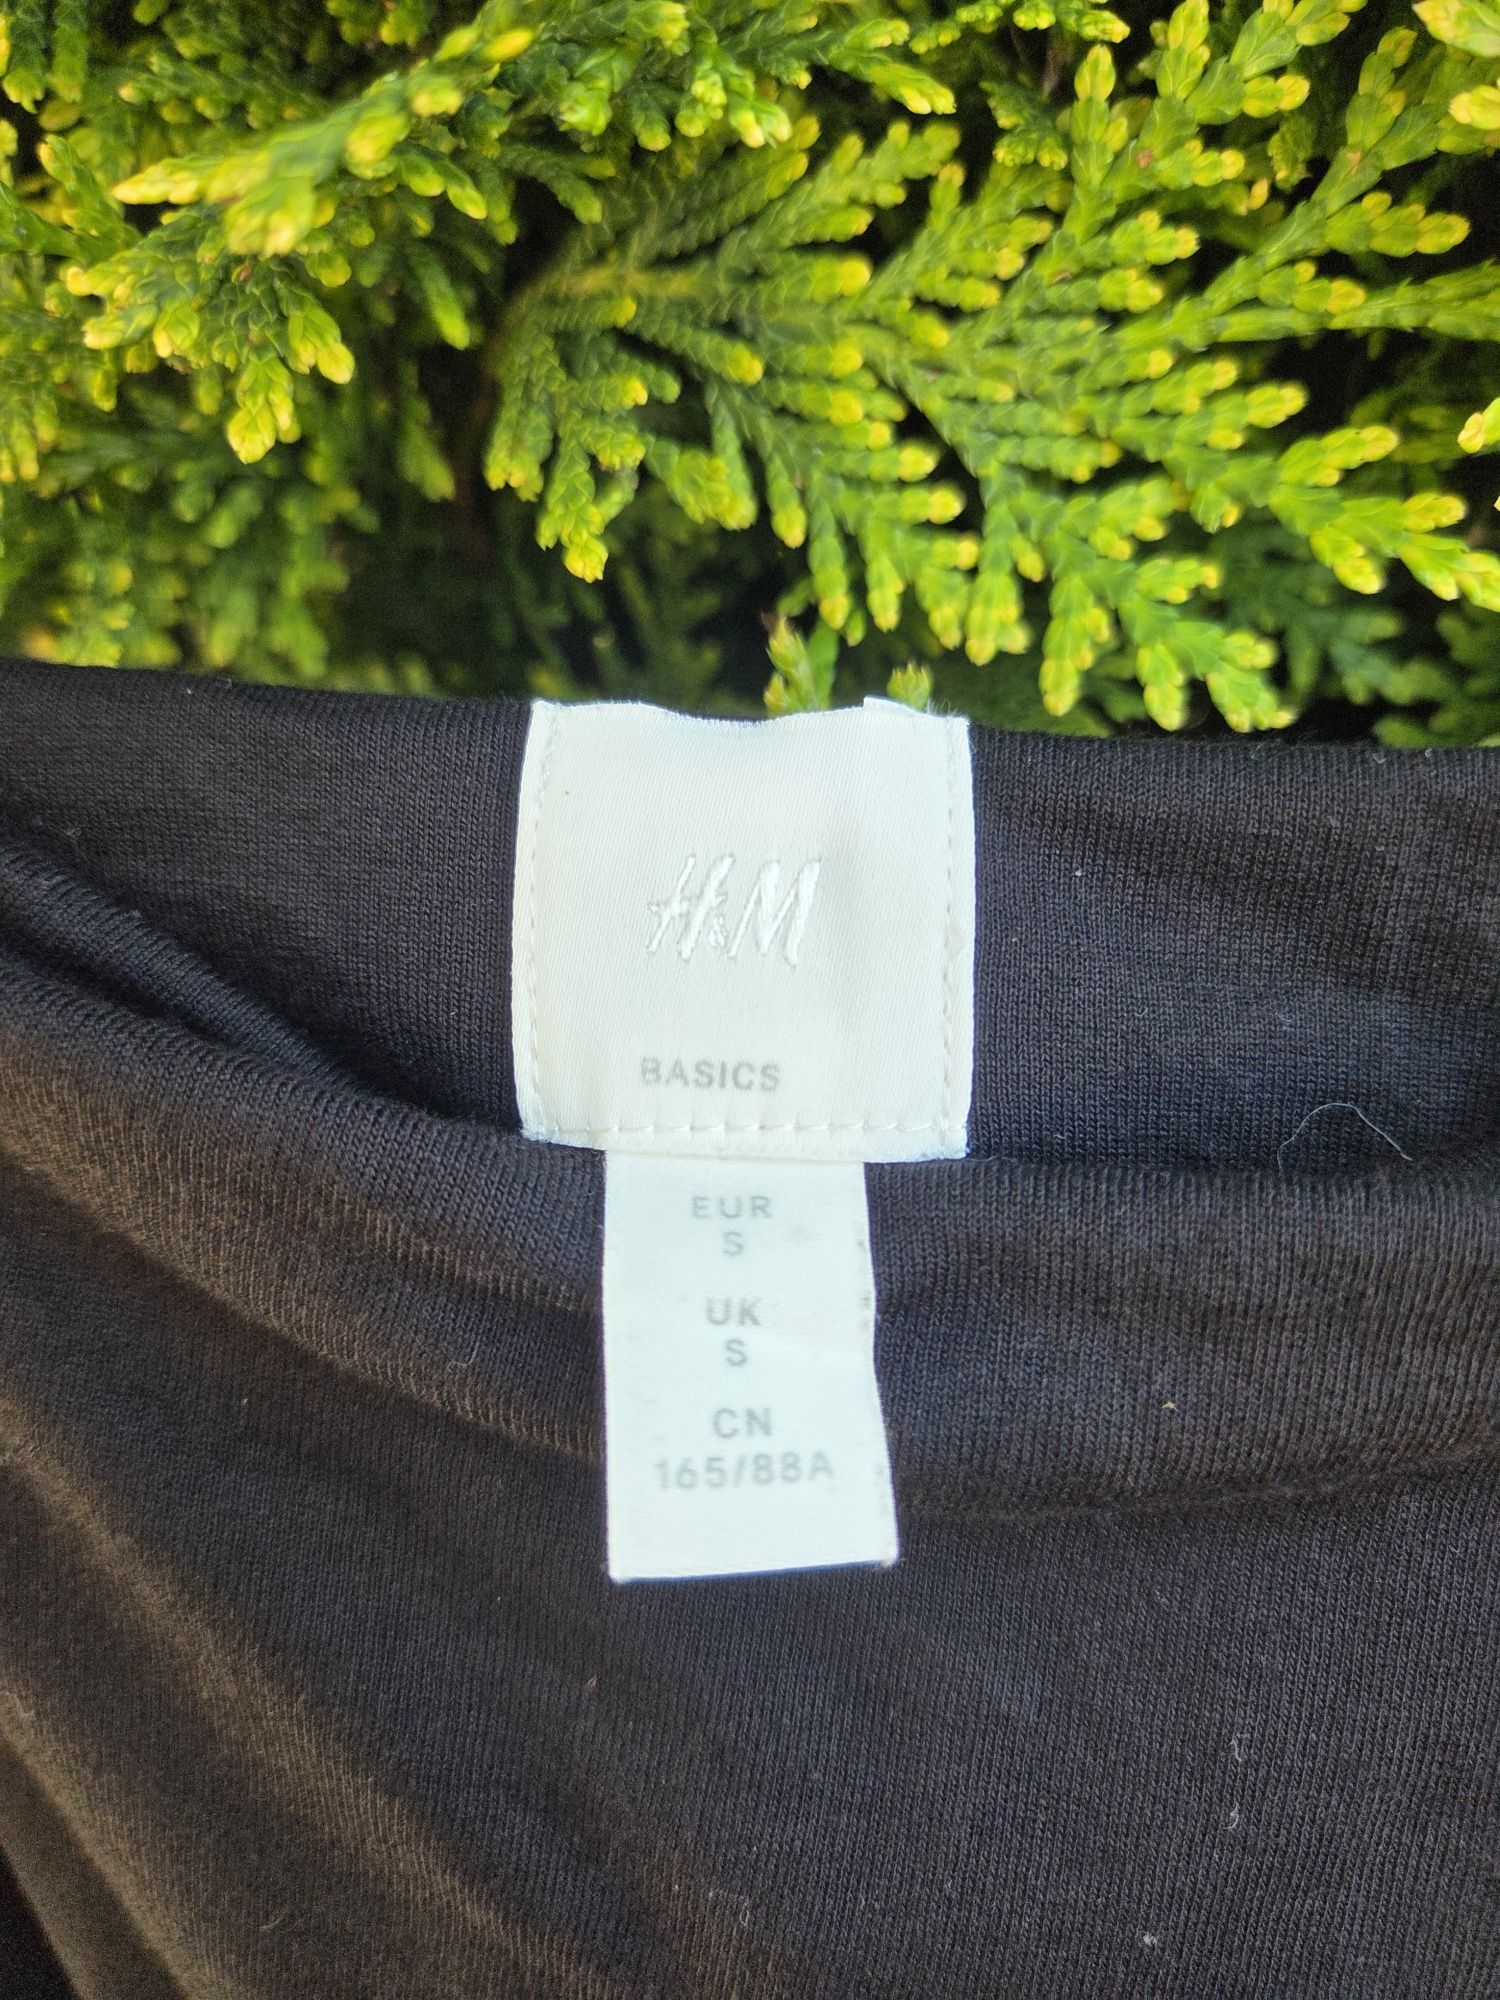 H&M
BASICS
EUR
S
UK
S
CN
165/88A